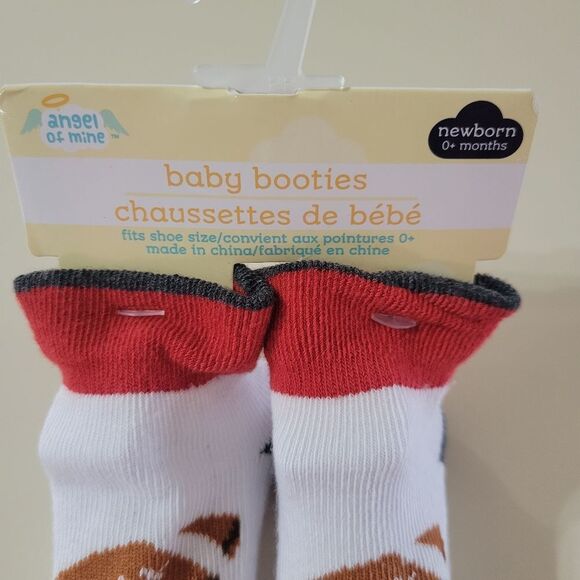 angel
of mine™
newborn
0+ months
baby booties
chaussettes de bébé
fits shoe size/convient aux pointures 0+
made in china/fabriqué en chine